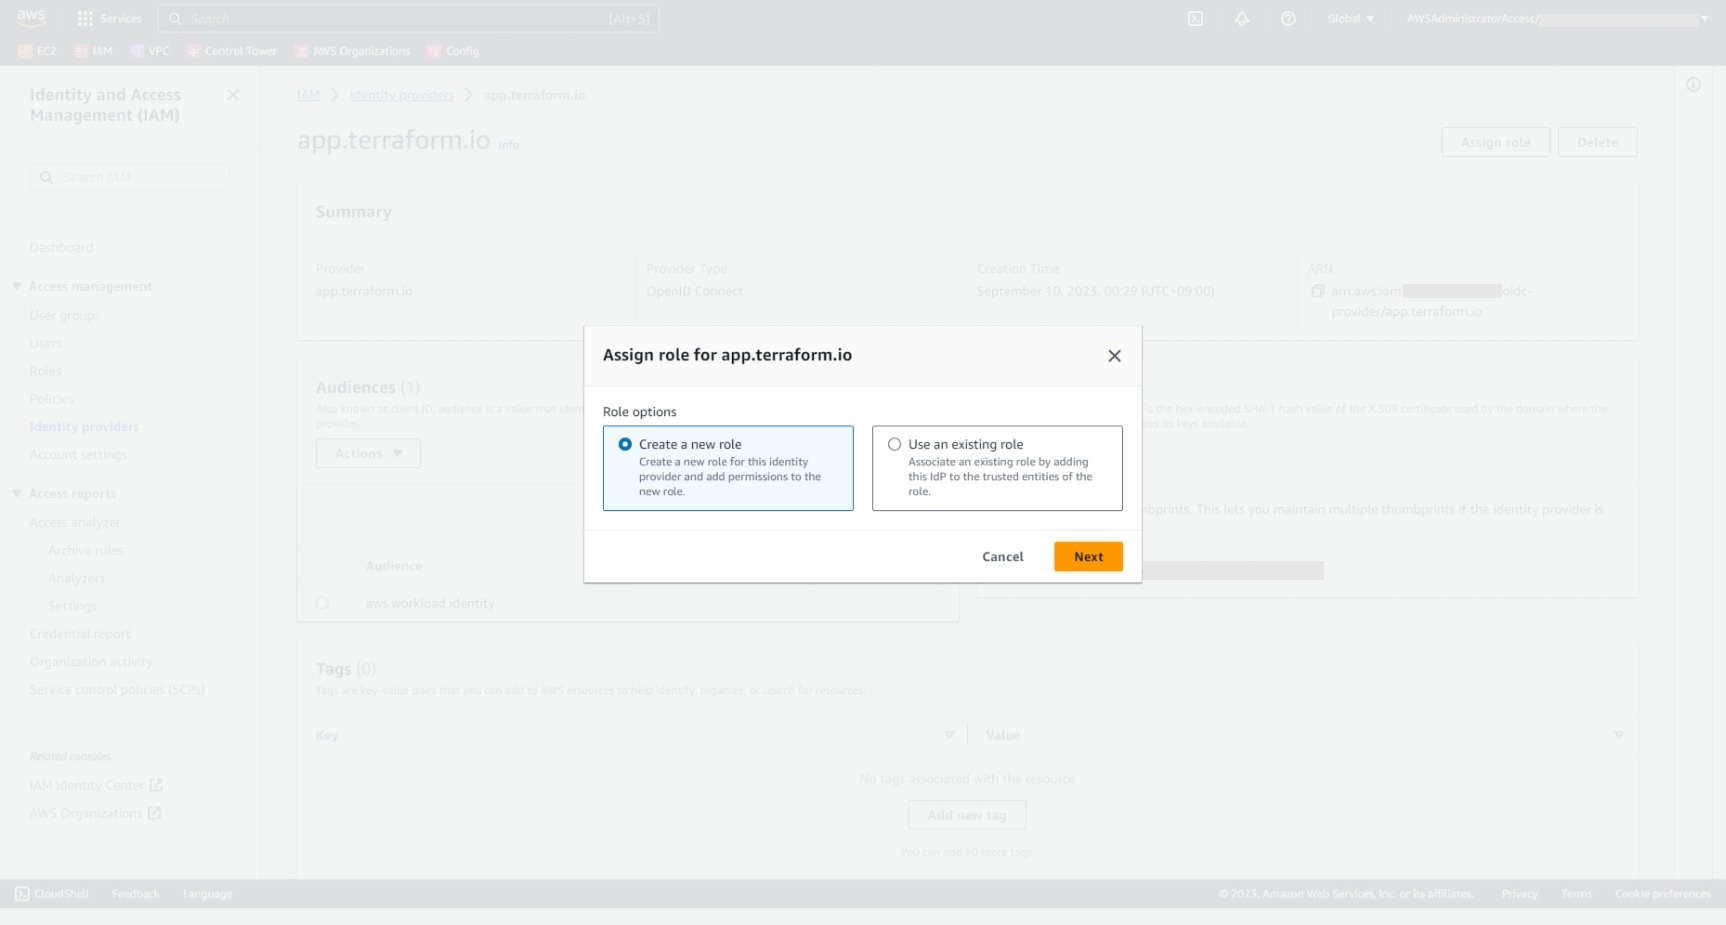 aws
Services
Search
[Alt+S]
Global
AWSAdministratorAccess/
EC2
IAM
VPC
Control Tower
AWS Organizations
Config
Identity and Access
Management (IAM)
Search IAM
Dashboard
Access management
User groups
Users
Roles
Policies
Identity providers
Account settings
Access reports
Access analyzer
Archive rules
Analyzers
Settings
Credential report
Organization activity
Service control policies (SCPs)
Related consoles
IAM Identity Center
AWS Organizations
IAM
Identity providers
app.terraform.io
app.terraform.io Info
Assign role
Delete
Summary
Provider
app.terraform.io
Provider Type
OpenID Connect
Creation Time
September 10, 2023, 00:29 (UTC+09:00)
ARN
arn:aws:iam: oidc-
provider/app.terraform.io
Audiences (1)
Also known as client ID, audience is a value that iden
provider.
Actions
Audience
aws.workload.identity
is the hex-encoded SHA-1 hash value of the X.509 certificate used by the domain where the
kes its keys available.
bprints. This lets you maintain multiple thumbprints if the identity provider is
Assign role for app.terraform.io
Role options
Create a new role
Create a new role for this identity
provider and add permissions to the
new role.
Use an existing role
Associate an existing role by adding
this IdP to the trusted entities of the
role.
Cancel
Next
Tags (0)
Tags are key-value pairs that you can add to AWS resources to help identify, organize, or search for resources.
Key
Value
No tags associated with the resource
Add new tag
You can add 50 more tags.
CloudShell
Feedback
Language
© 2023, Amazon Web Services, Inc. or its affiliates.
Privacy
Terms
Cookie preferences